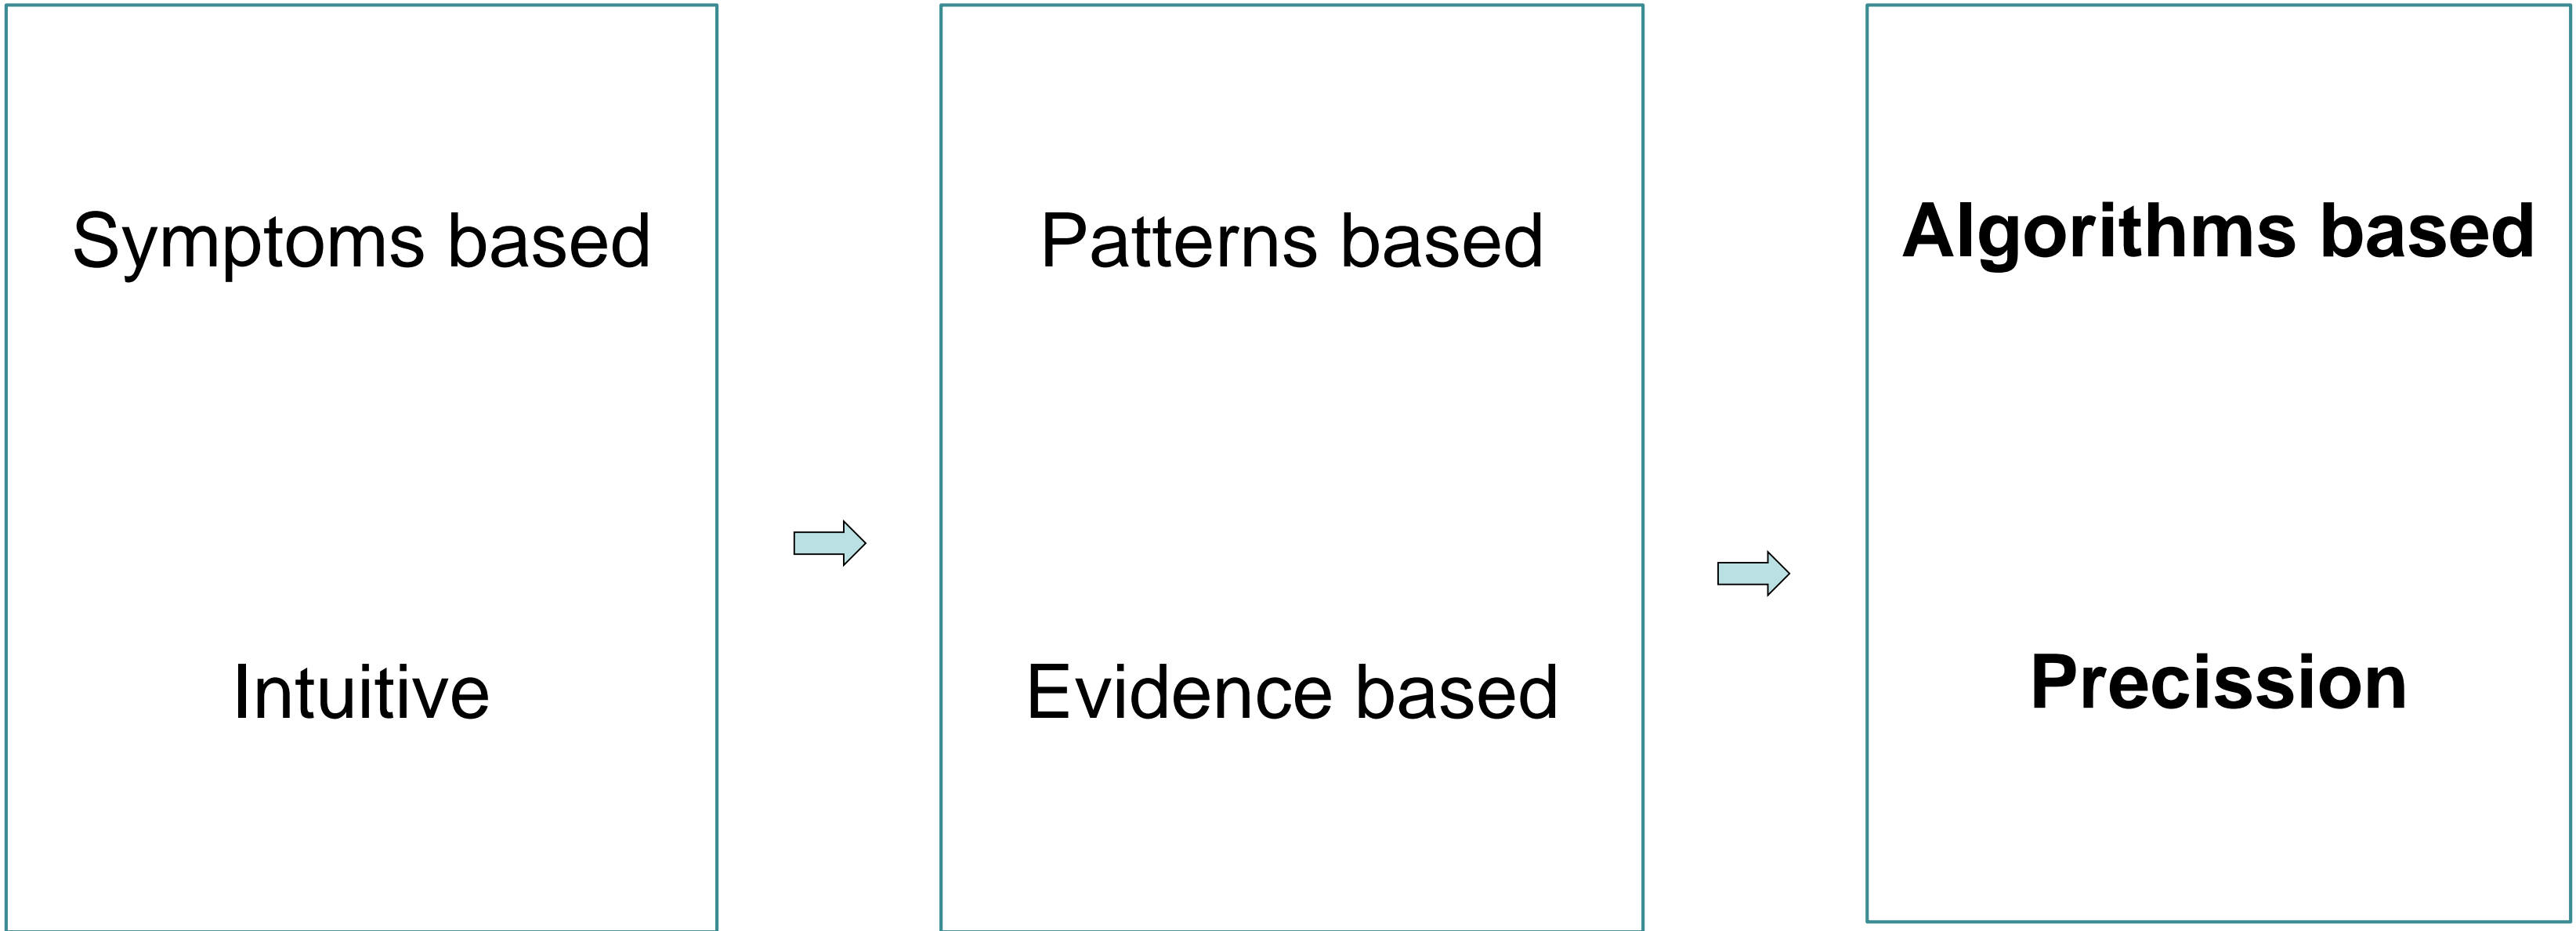 Symptoms based
Intuitive
Patterns based
Evidence based
Algorithms based
Precission